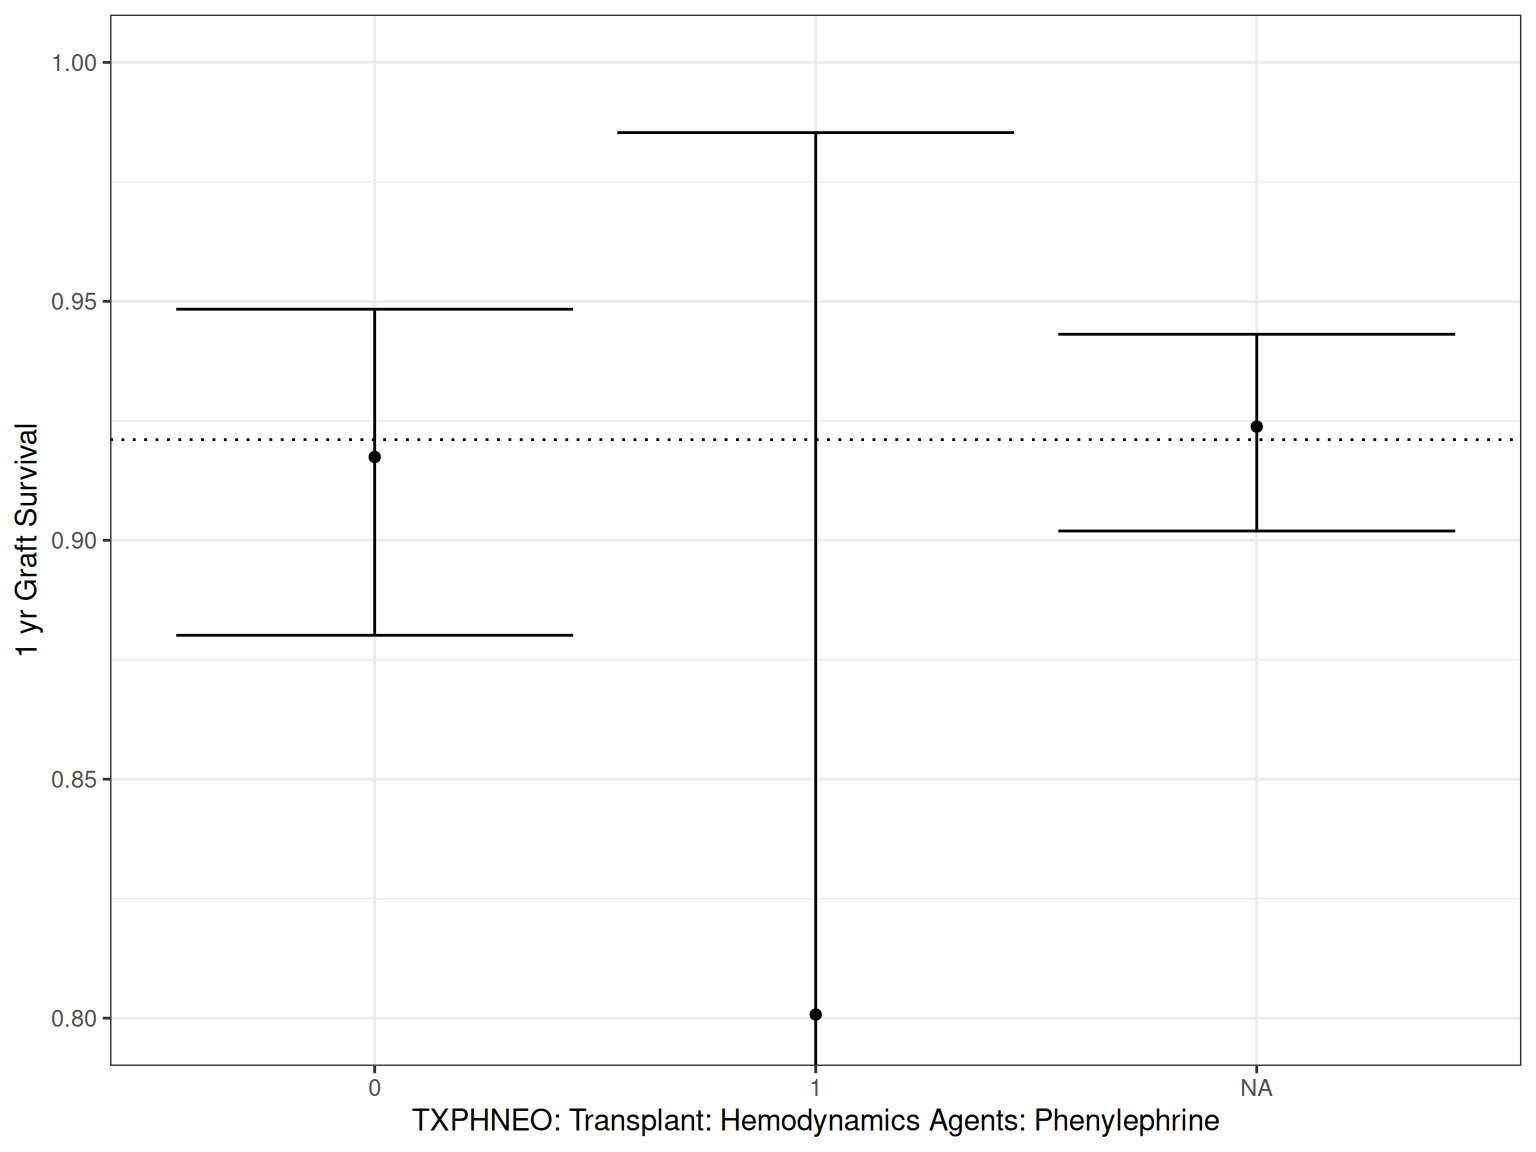 1.00
0.95
0.90
0.85
0.80
1 yr Graft Survival
0 1 NA
TXPHNEO: Transplant: Hemodynamics Agents: Phenylephrine